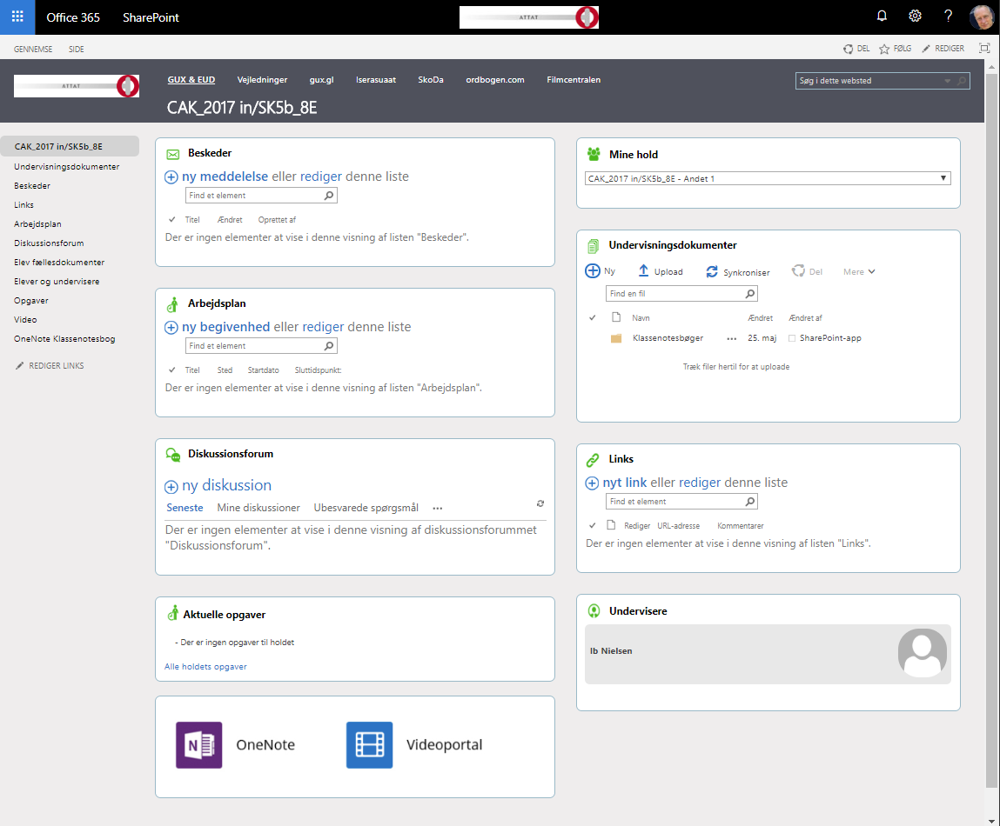 Office 365 SharePoint ATTAT ?
GENNEMSE SIDE DEL FØLG REDIGER
ATTAT
GUX & EUD Vejledninger gux.gl Iserasuaat SkoDa ordbogen.com Filmcentralen
Søg i dette websted
CAK_2017 in/SK5b_8E
CAK_2017 in/SK5b_8E
Undervisningsdokumenter
Beskeder
Links
Arbejdsplan
Diskussionsforum
Elev fællesdokumenter
Elever og undervisere
Opgaver
Video
OneNote Klassenotesbog
REDIGER LINKS
Beskeder
ny meddelelse eller rediger denne liste
Find et element
Titel Ændret Oprettet af
Der er ingen elementer at vise i denne visning af listen "Beskeder".
Arbejdsplan
ny begivenhed eller rediger denne liste
Find et element
Titel Sted Startdato Sluttidspunkt:
Der er ingen elementer at vise i denne visning af listen "Arbejdsplan".
Diskussionsforum
ny diskussion
Seneste Mine diskussioner Ubesvarede spørgsmål ...
Der er ingen elementer at vise i denne visning af diskussionsforummet
"Diskussionsforum".
Aktuelle opgaver
- Der er ingen opgaver til holdet
Alle holdets opgaver
OneNote Videoportal
Mine hold
CAK_2017 in/SK5b_8E - Andet 1
Undervisningsdokumenter
Ny Upload Synkroniser Del Mere
Find en fil
Navn Ændret Ændret af
Klassenotesbøger ... 25. maj SharePoint-app
Træk filer hertil for at uploade
Links
nyt link eller rediger denne liste
Find et element
Rediger URL-adresse Kommentarer
Der er ingen elementer at vise i denne visning af listen "Links".
Undervisere
Ib Nielsen